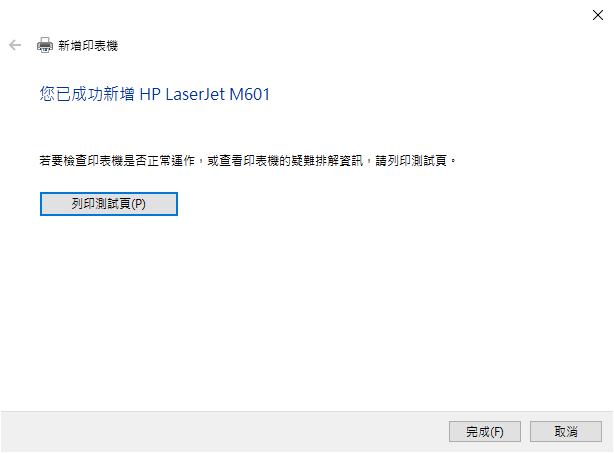 新增印表機
您已成功新增 HP LaserJet M601
若要檢查印表機是否正常運作，或查看印表機的疑難排解資訊，請列印測試頁。
列印測試頁(P)
完成(F)
取消